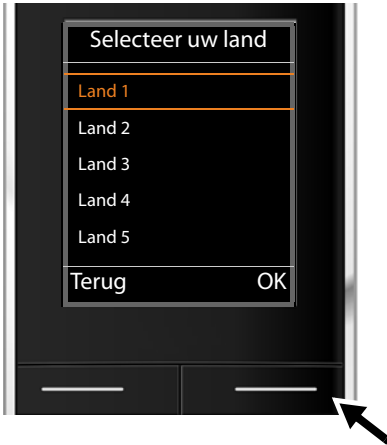 Selecteer uw land
Land 1
Land 2
Land 3
Land 4
Land 5
Terug OK